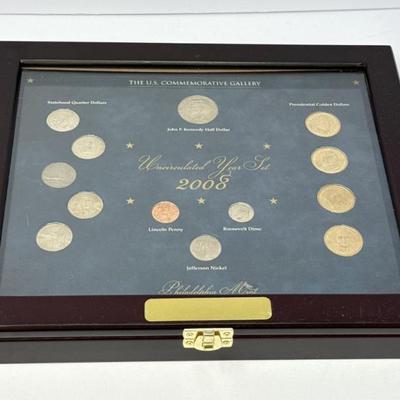 THE U.S. COMMEMORATIVE GALLERY
Statehood Quarter Dollars
Presidential Golden Dollars
John F. Kennedy Half Dollar
Uncirculated Year Set
2008
Lincoln Penny
Roosevelt Dime
Jefferson Nickel
Philadelphia Mint